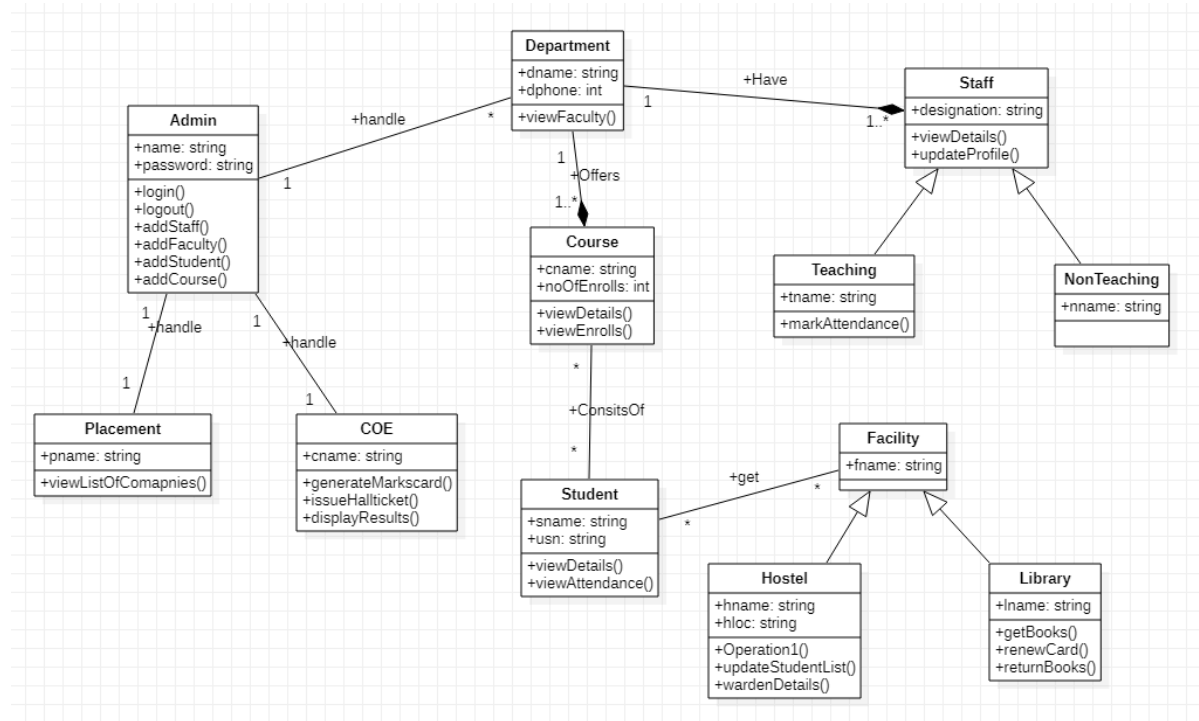 Department
+dname: string
+dphone: int
+viewFaculty()
+Have
1
1..*
Staff
+designation: string
+viewDetails()
+updateProfile()
Admin
+name: string
+password: string
+login()
+logout()
+addStaff()
+addFaculty()
+addStudent()
+addCourse()
+handle
*
1
1
+Offers
1..*
Course
+cname: string
+noOfEnrolls: int
+viewDetails()
+viewEnrolls()
Teaching
+tname: string
+markAttendance()
NonTeaching
+nname: string
1
+handle
1
1
+handle
1
Placement
+pname: string
+viewListOfComapnies()
COE
+cname: string
+generateMarkscard()
+issueHallticket()
+displayResults()
*
+ConsitsOf
*
Student
+sname: string
+usn: string
+viewDetails()
+viewAttendance()
+get
*
*
Facility
+fname: string
Hostel
+hname: string
+hloc: string
+Operation1()
+updateStudentList()
+wardenDetails()
Library
+lname: string
+getBooks()
+renewCard()
+returnBooks()